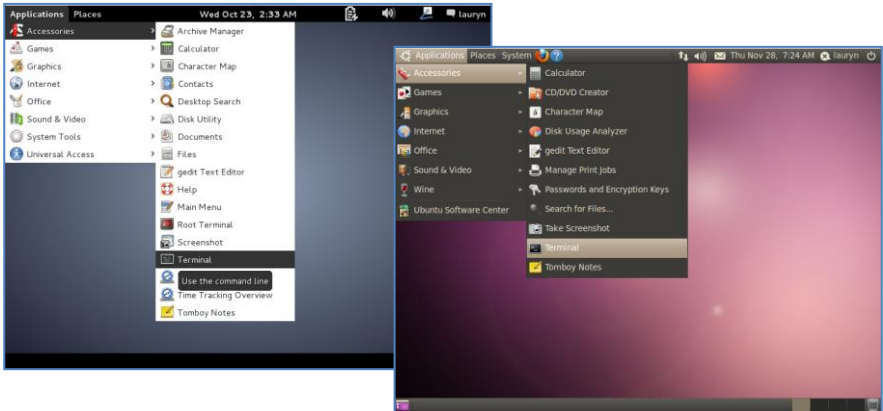 Applications Places Wed Oct 23, 2:33 AM lauryn
Accessories
Games
Graphics
Internet
Office
Sound & Video
System Tools
Universal Access
Archive Manager
Calculator
Character Map
Contacts
Desktop Search
Disk Utility
Documents
Files
gedit Text Editor
Help
Main Menu
Root Terminal
Screenshot
Terminal
Use the command line
Time Tracking Overview
Tomboy Notes
Applications Places System Thu Nov 28, 7:24 AM lauryn
Accessories
Games
Graphics
Internet
Office
Sound & Video
Wine
Ubuntu Software Center
Calculator
CD/DVD Creator
Character Map
Disk Usage Analyzer
gedit Text Editor
Manage Print Jobs
Passwords and Encryption Keys
Search for Files...
Take Screenshot
Terminal
Tomboy Notes